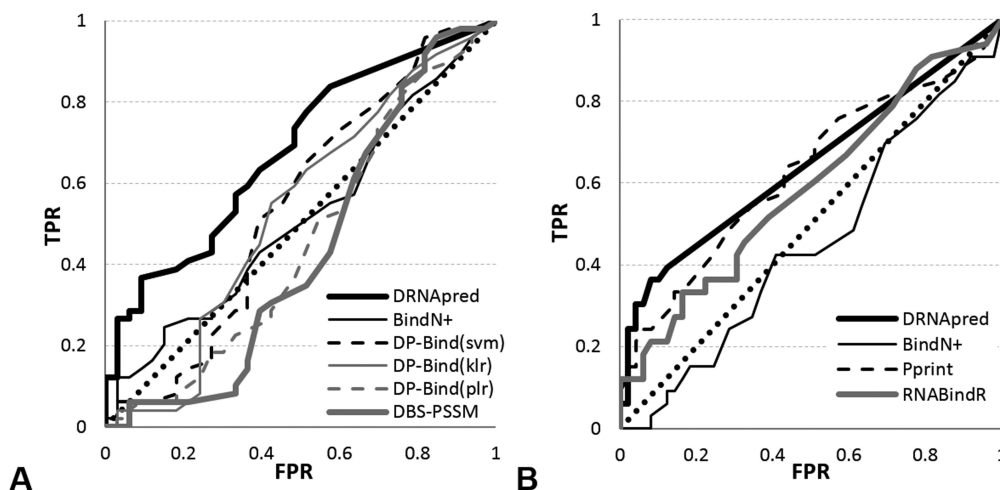 1
0.8
0.6
0.4
0.2
0
TPR
0
0.2
0.4
0.6
0.8
1
FPR
DRNApred
BindN+
DP-Bind(svm)
DP-Bind(klr)
DP-Bind(plr)
DBS-PSSM
A
1
0.8
0.6
0.4
0.2
0
TPR
0
0.2
0.4
0.6
0.8
1
FPR
DRNApred
BindN+
Pprint
RNABindR
B